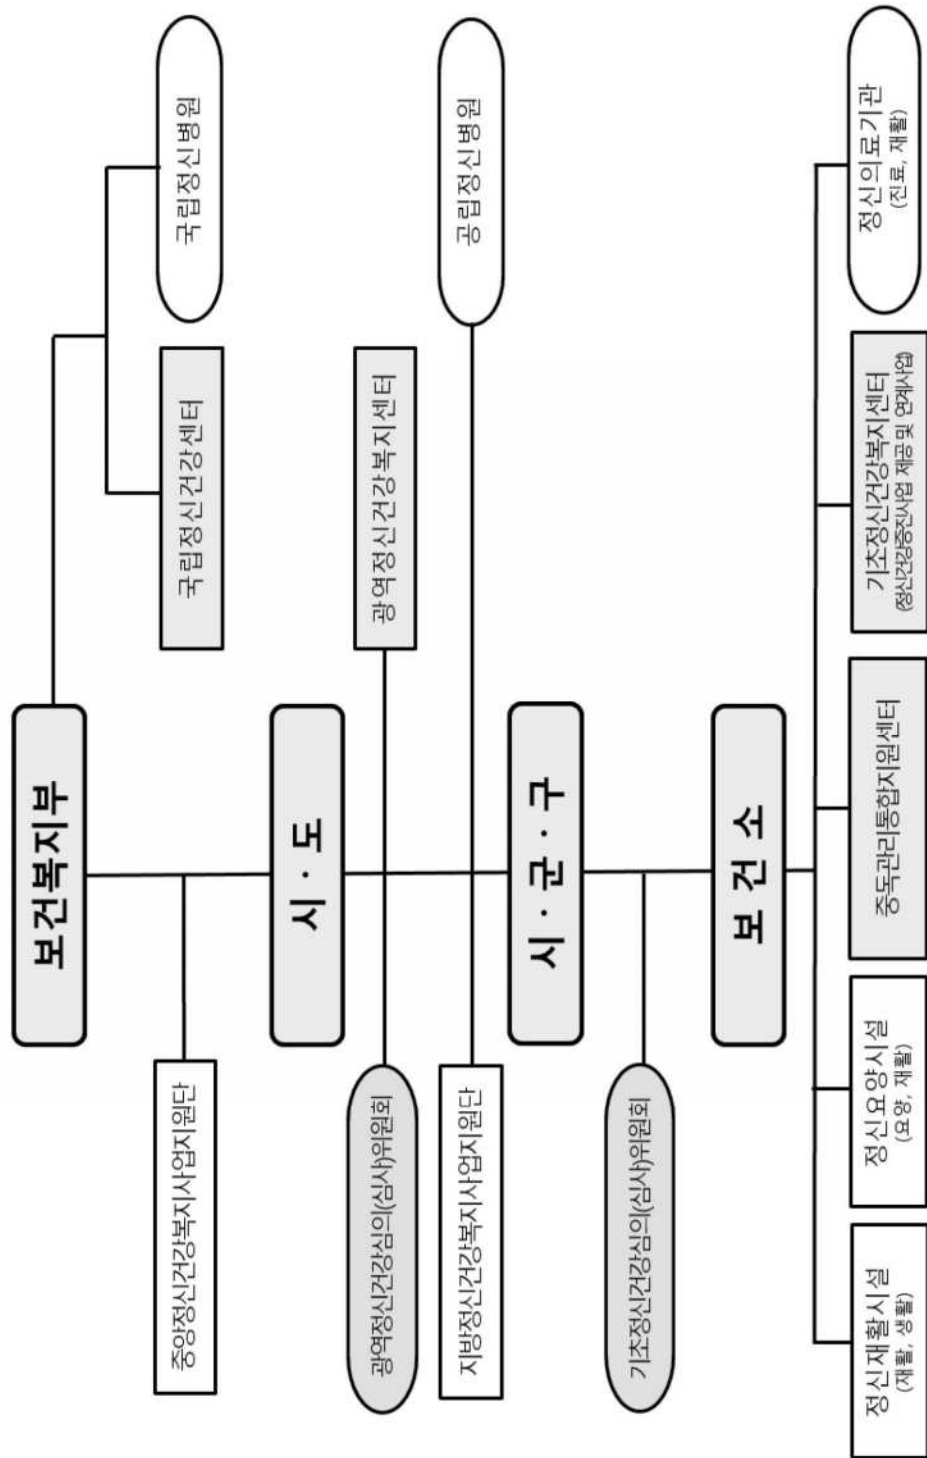 보건복지부
국립정신건강센터
국립정신병원
중앙정신건강복지사업지원단
시·도
광역정신건강심의(심사)위원회
광역정신건강복지센터
지방정신건강복지사업지원단
공립정신병원
시·군·구
기초정신건강심의(심사)위원회
보 건 소
정신재활시설
(재활, 생활)
정신요양시설
(요양, 재활)
중독관리통합지원센터
기초정신건강복지센터
(정신건강증진사업 제공 및 연계사업)
정신의료기관
(진료, 재활)